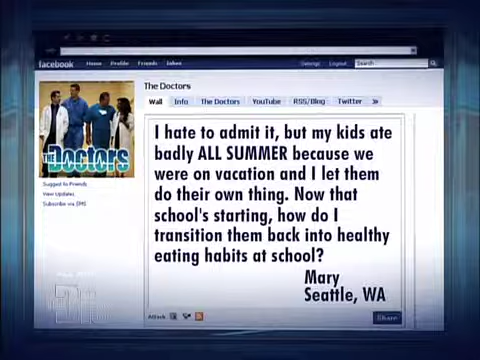 facebook Home Profile Friends Inbox Settings Logout Search
The Doctors
Wall Info The Doctors YouTube RSS/Blog Twitter »
THE Doctors
Suggest to Friends
View Updates
Subscribe via SMS
I hate to admit it, but my kids ate
badly ALL SUMMER because we
were on vacation and I let them
do their own thing. Now that
school's starting, how do I
transition them back into healthy
eating habits at school?
Mary
Seattle, WA
Attach
Share